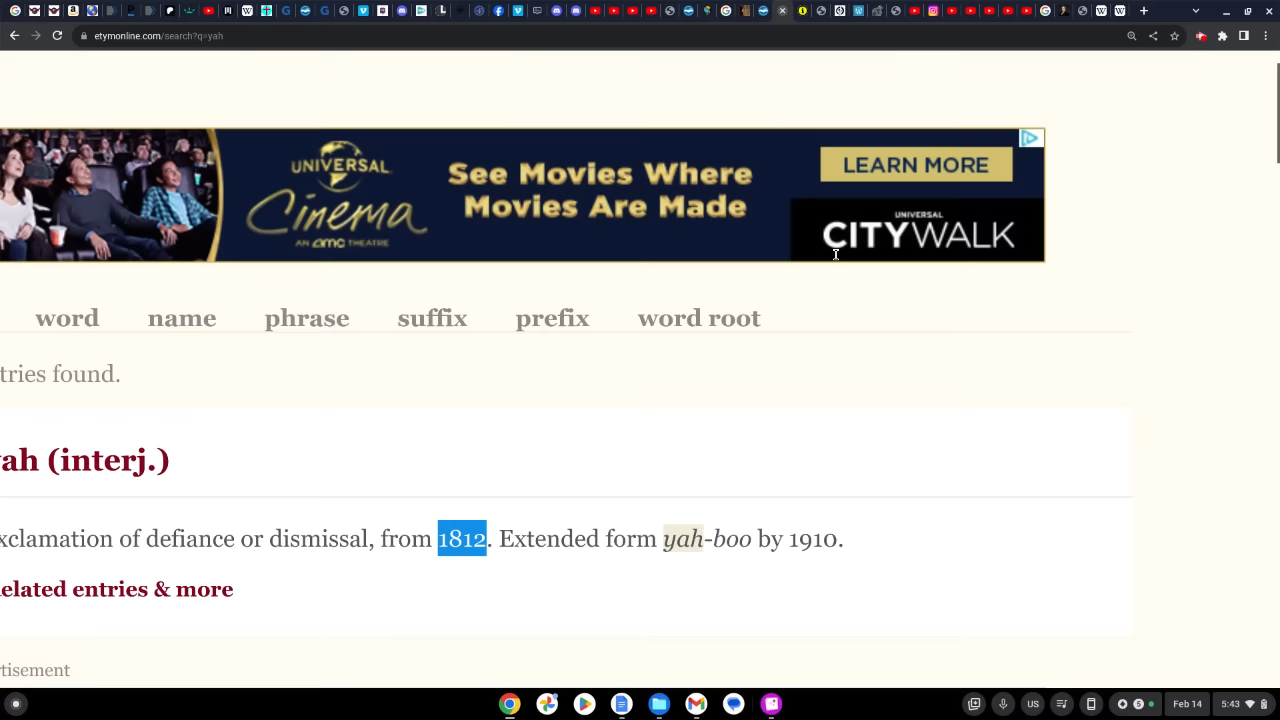 etymonline.com/search?q=yah
UNIVERSAL
Cinema
AN amc THEATRE
See Movies Where
Movies Are Made
LEARN MORE
UNIVERSAL
CITYWALK
word name phrase suffix prefix word root
tries found.
yah (interj.)
xclamation of defiance or dismissal, from 1812. Extended form yah-boo by 1910.
elated entries & more
rtisement
US Feb 14 5:43